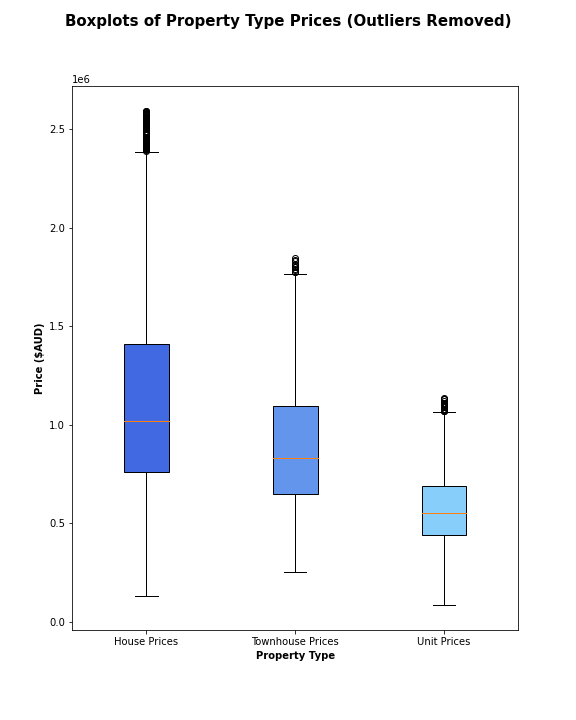 Boxplots of Property Type Prices (Outliers Removed)
1e6
2.5
2.0
1.5
1.0
0.5
0.0
Price ($AUD)
House Prices Townhouse Prices Unit Prices
Property Type